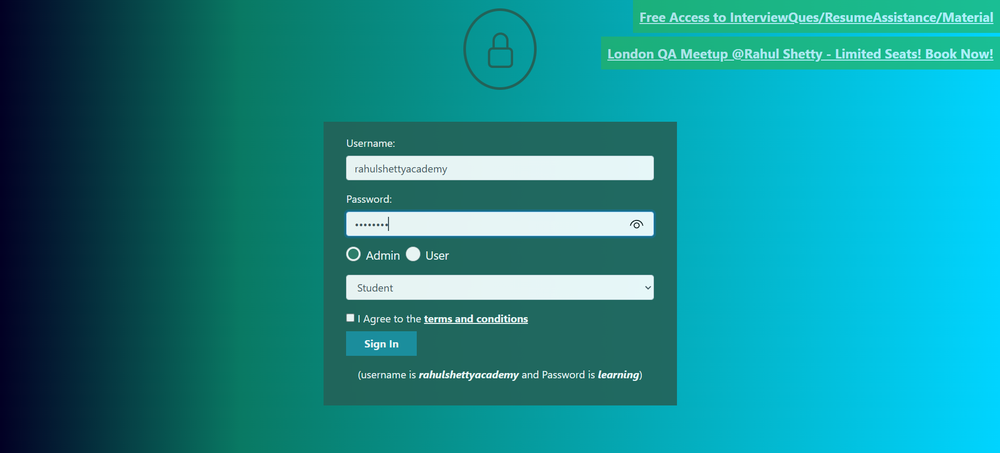 Free Access to InterviewQues/ResumeAssistance/Material
London QA Meetup @Rahul Shetty - Limited Seats! Book Now!
Username:
rahulshettyacademy
Password:
••••••••
Admin User
Student
I Agree to the terms and conditions
Sign In
(username is rahulshettyacademy and Password is learning)